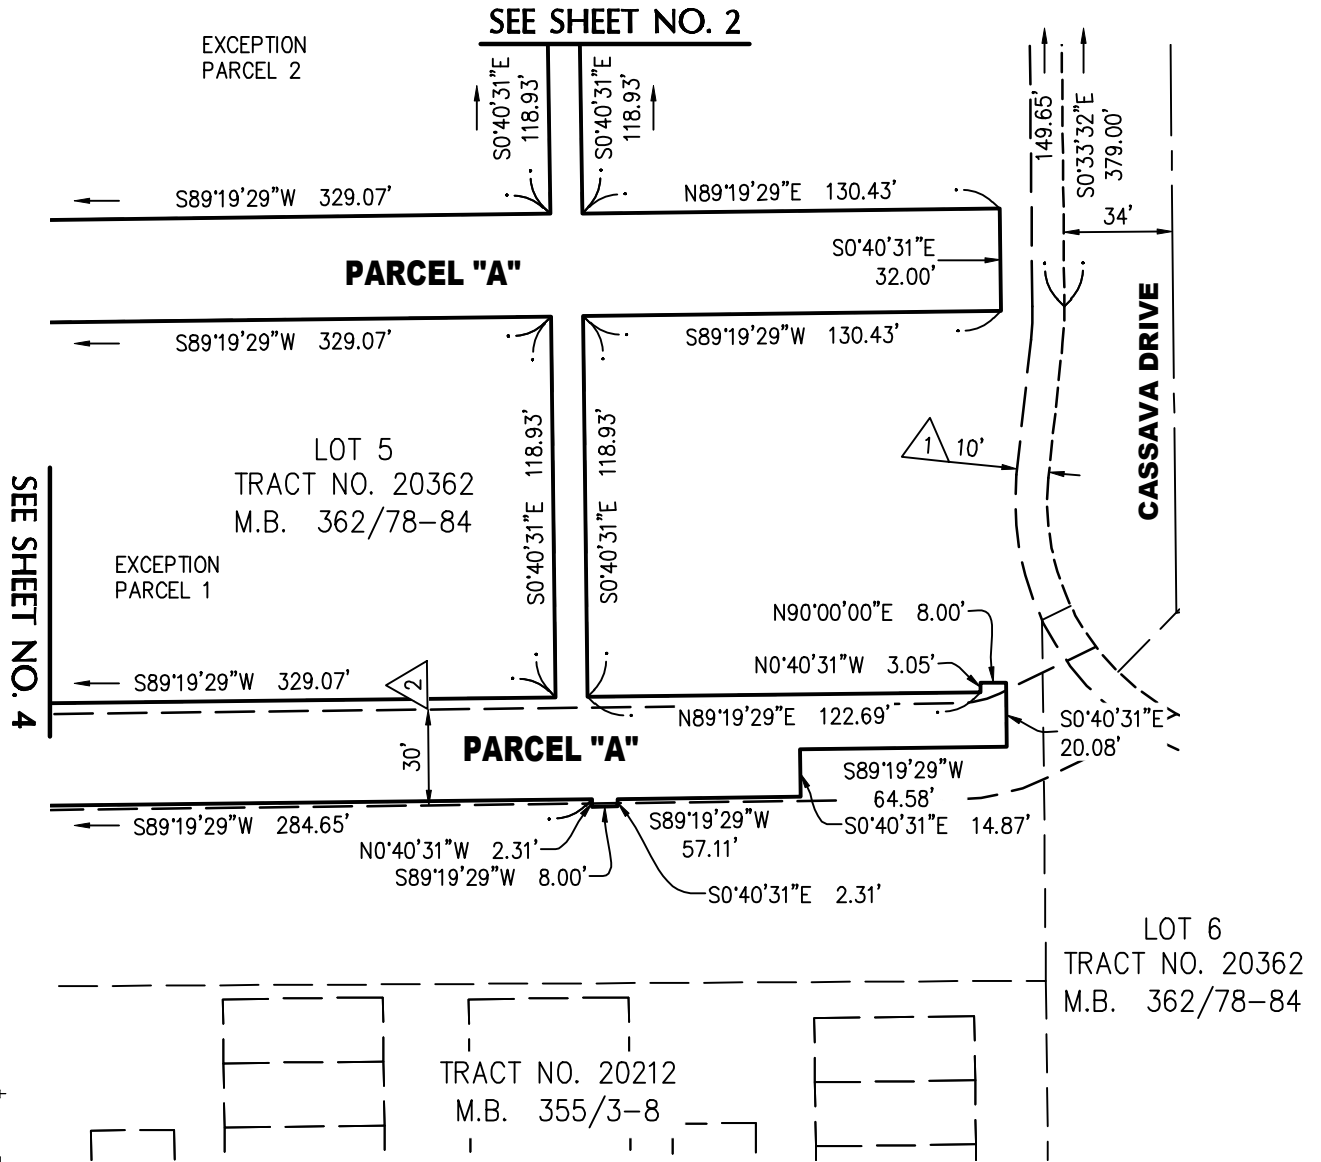 SEE SHEET NO. 2
EXCEPTION
PARCEL 2
S0°40'31"E
118.93'
S0°40'31"E
118.93'
149.65'
S0°33'32"E
379.00'
34'
S89°19'29"W 329.07'
N89°19'29"E 130.43'
S0°40'31"E
32.00'
PARCEL "A"
S89°19'29"W 329.07'
S89°19'29"W 130.43'
CASSAVA DRIVE
LOT 5
TRACT NO. 20362
M.B. 362/78-84
S0°40'31"E 118.93'
S0°40'31"E 118.93'
1
10'
SEE SHEET NO. 4
EXCEPTION
PARCEL 1
N90°00'00"E 8.00'
N0°40'31"W 3.05'
S89°19'29"W 329.07'
2
N89°19'29"E 122.69'
S0°40'31"E
20.08'
30'
PARCEL "A"
S89°19'29"W
64.58'
S89°19'29"W 284.65'
S89°19'29"W
57.11'
S0°40'31"E 14.87'
N0°40'31"W 2.31'
S89°19'29"W 8.00'
S0°40'31"E 2.31'
LOT 6
TRACT NO. 20362
M.B. 362/78-84
TRACT NO. 20212
M.B. 355/3-8